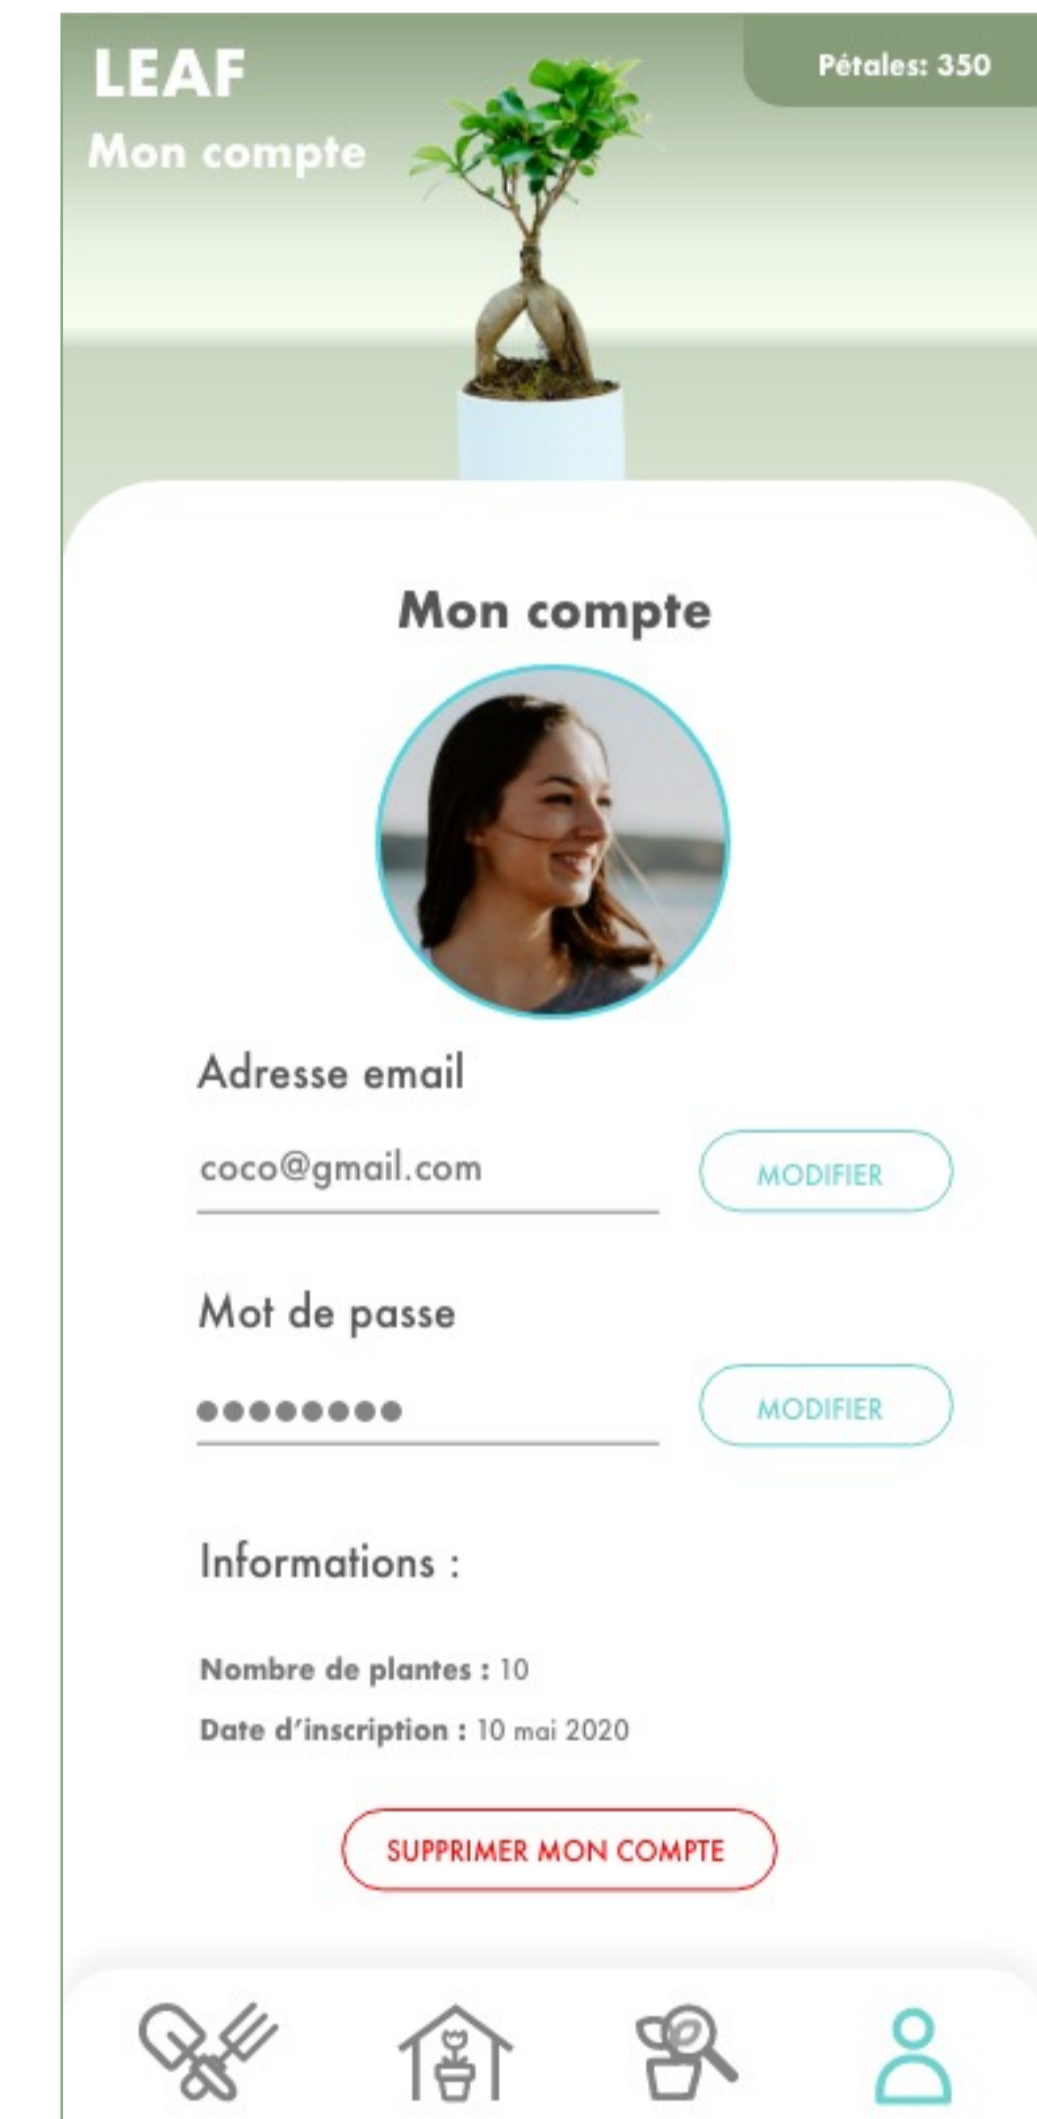 LEAF
Pétales: 350
Mon compte
Mon compte
Adresse email
coco@gmail.com
MODIFIER
Mot de passe
●●●●●●●●
MODIFIER
Informations :
Nombre de plantes : 10
Date d’inscription : 10 mai 2020
SUPPRIMER MON COMPTE